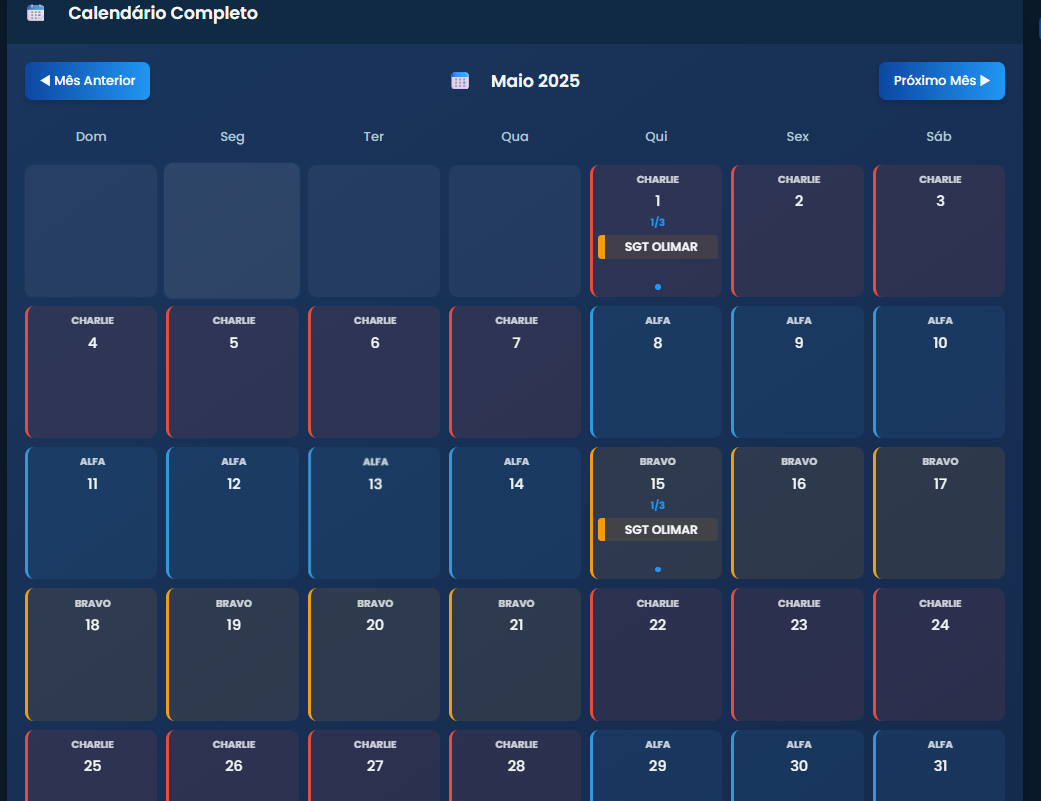 Calendário Completo
◀ Mês Anterior
Maio 2025
Próximo Mês ▶
Dom Seg Ter Qua Qui Sex Sáb
CHARLIE CHARLIE CHARLIE
1 2 3
1/3
SGT OLIMAR
CHARLIE CHARLIE CHARLIE CHARLIE ALFA ALFA ALFA
4 5 6 7 8 9 10
ALFA ALFA ALFA ALFA BRAVO BRAVO BRAVO
11 12 13 14 15 16 17
1/3
SGT OLIMAR
BRAVO BRAVO BRAVO BRAVO CHARLIE CHARLIE CHARLIE
18 19 20 21 22 23 24
CHARLIE CHARLIE CHARLIE CHARLIE ALFA ALFA ALFA
25 26 27 28 29 30 31